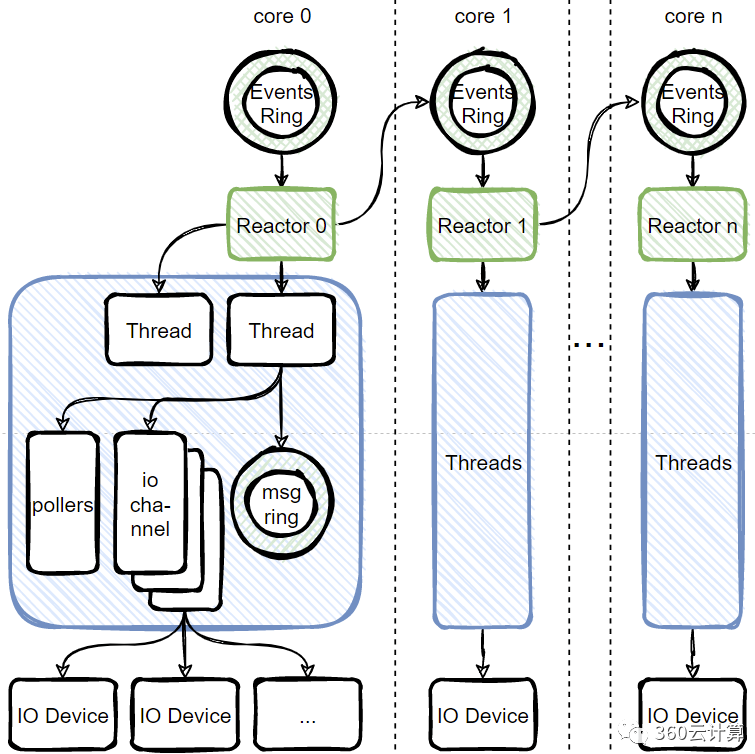 core 0
core 1
core n
Events
Ring
Events
Ring
Events
Ring
Reactor 0
Reactor 1
Reactor n
Thread
Thread
...
pollers
io
cha-
nnel
msg
ring
Threads
Threads
IO Device
IO Device
...
IO Device
IO Device
360云计算